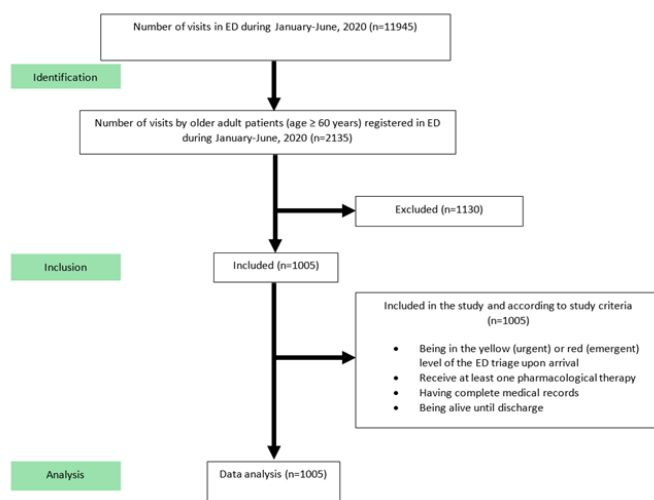 Number of visits in ED during January-June, 2020 (n=11945)
Identification
Number of visits by older adult patients (age ≥ 60 years) registered in ED
during January-June, 2020 (n=2135)
Excluded (n=1130)
Inclusion
Included (n=1005)
Included in the study and according to study criteria
(n=1005)
• Being in the yellow (urgent) or red (emergent)
level of the ED triage upon arrival
• Receive at least one pharmacological therapy
• Having complete medical records
• Being alive until discharge
Analysis
Data analysis (n=1005)